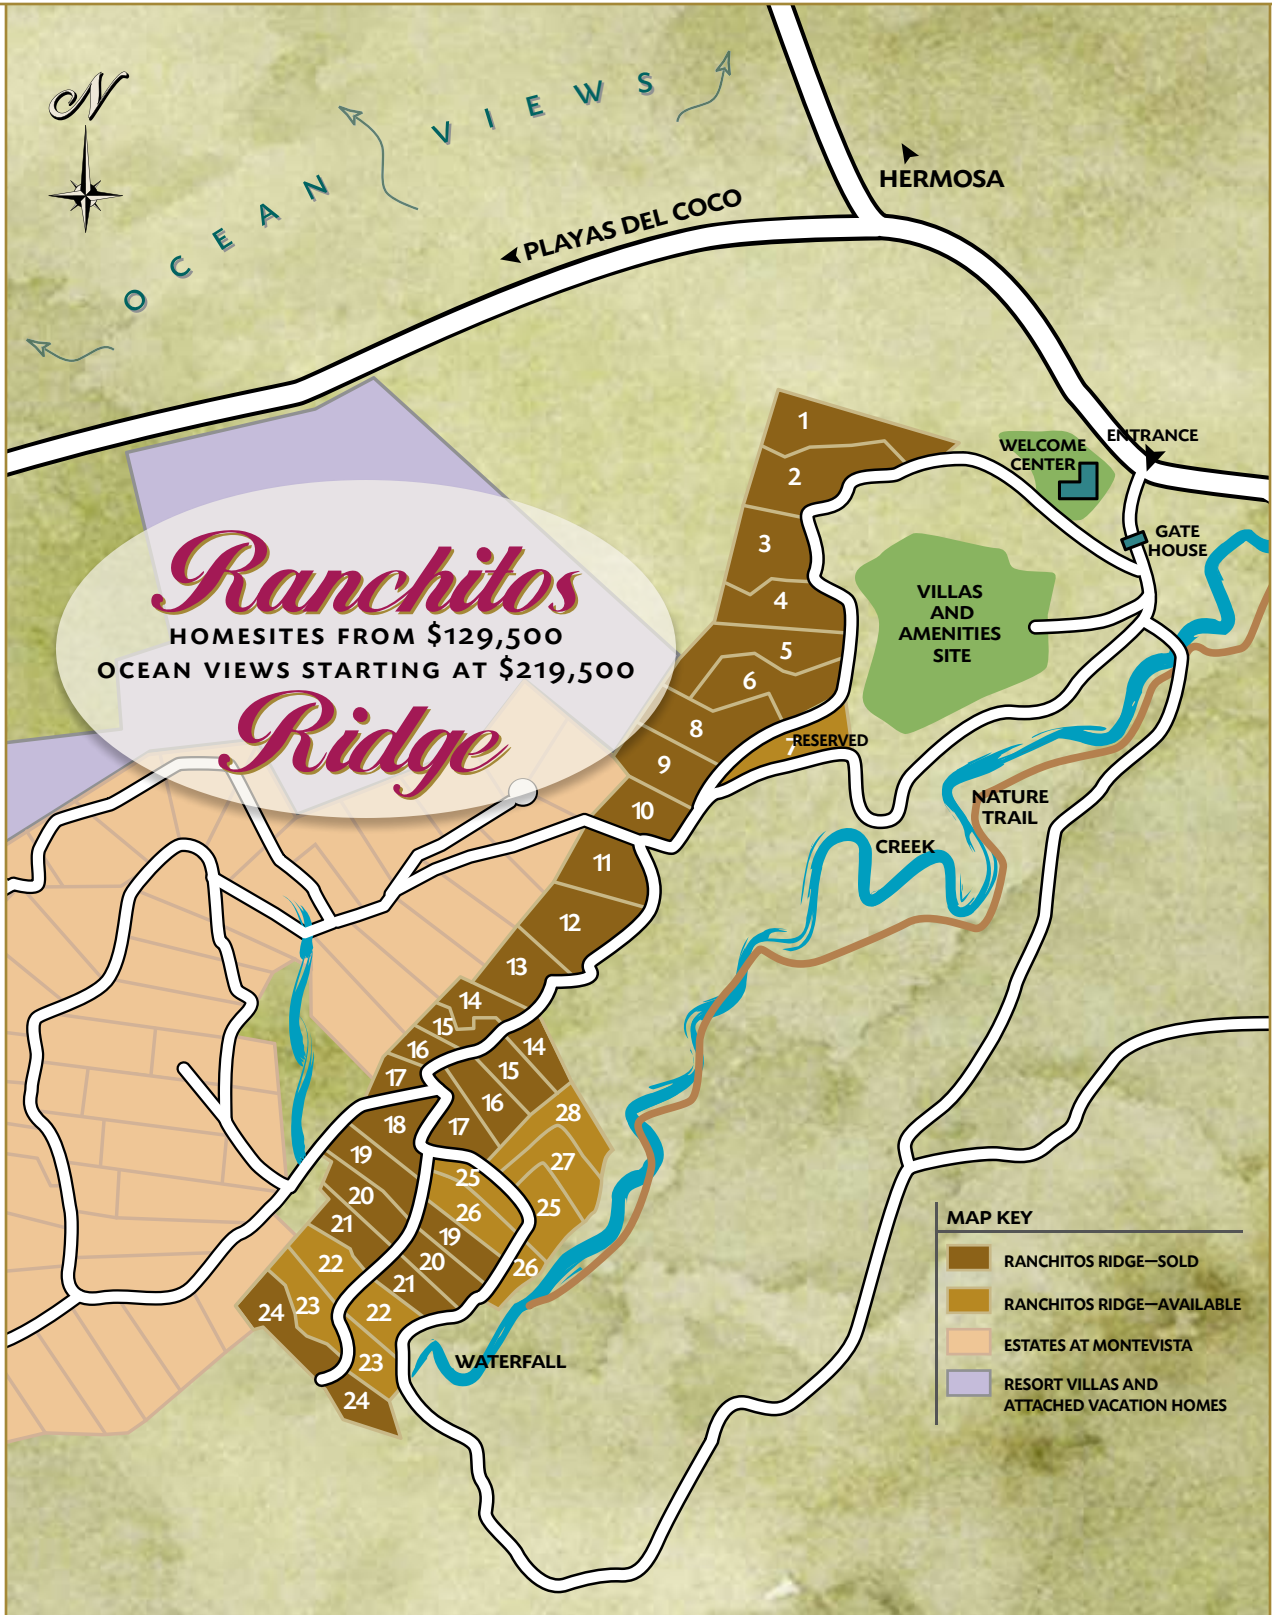 N
OCEAN VIEWS
HERMOSA
PLAYAS DEL COCO
ENTRANCE
WELCOME
CENTER
GATE
HOUSE
VILLAS
AND
AMENITIES
SITE
Ranchitos
HOMESITES FROM $129,500
OCEAN VIEWS STARTING AT $219,500
Ridge
1
2
3
4
5
6
7
RESERVED
8
9
10
11
12
13
14
15
16
17
14
15
16
17
18
19
20
21
22
23
24
28
27
25
26
25
26
19
20
21
22
23
24
NATURE
TRAIL
CREEK
WATERFALL
MAP KEY
RANCHITOS RIDGE—SOLD
RANCHITOS RIDGE—AVAILABLE
ESTATES AT MONTEVISTA
RESORT VILLAS AND
ATTACHED VACATION HOMES